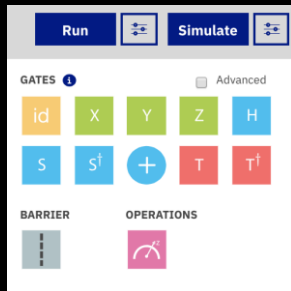 Run Simulate
GATES i Advanced
id X Y Z H
S S† + T T†
BARRIER OPERATIONS
z